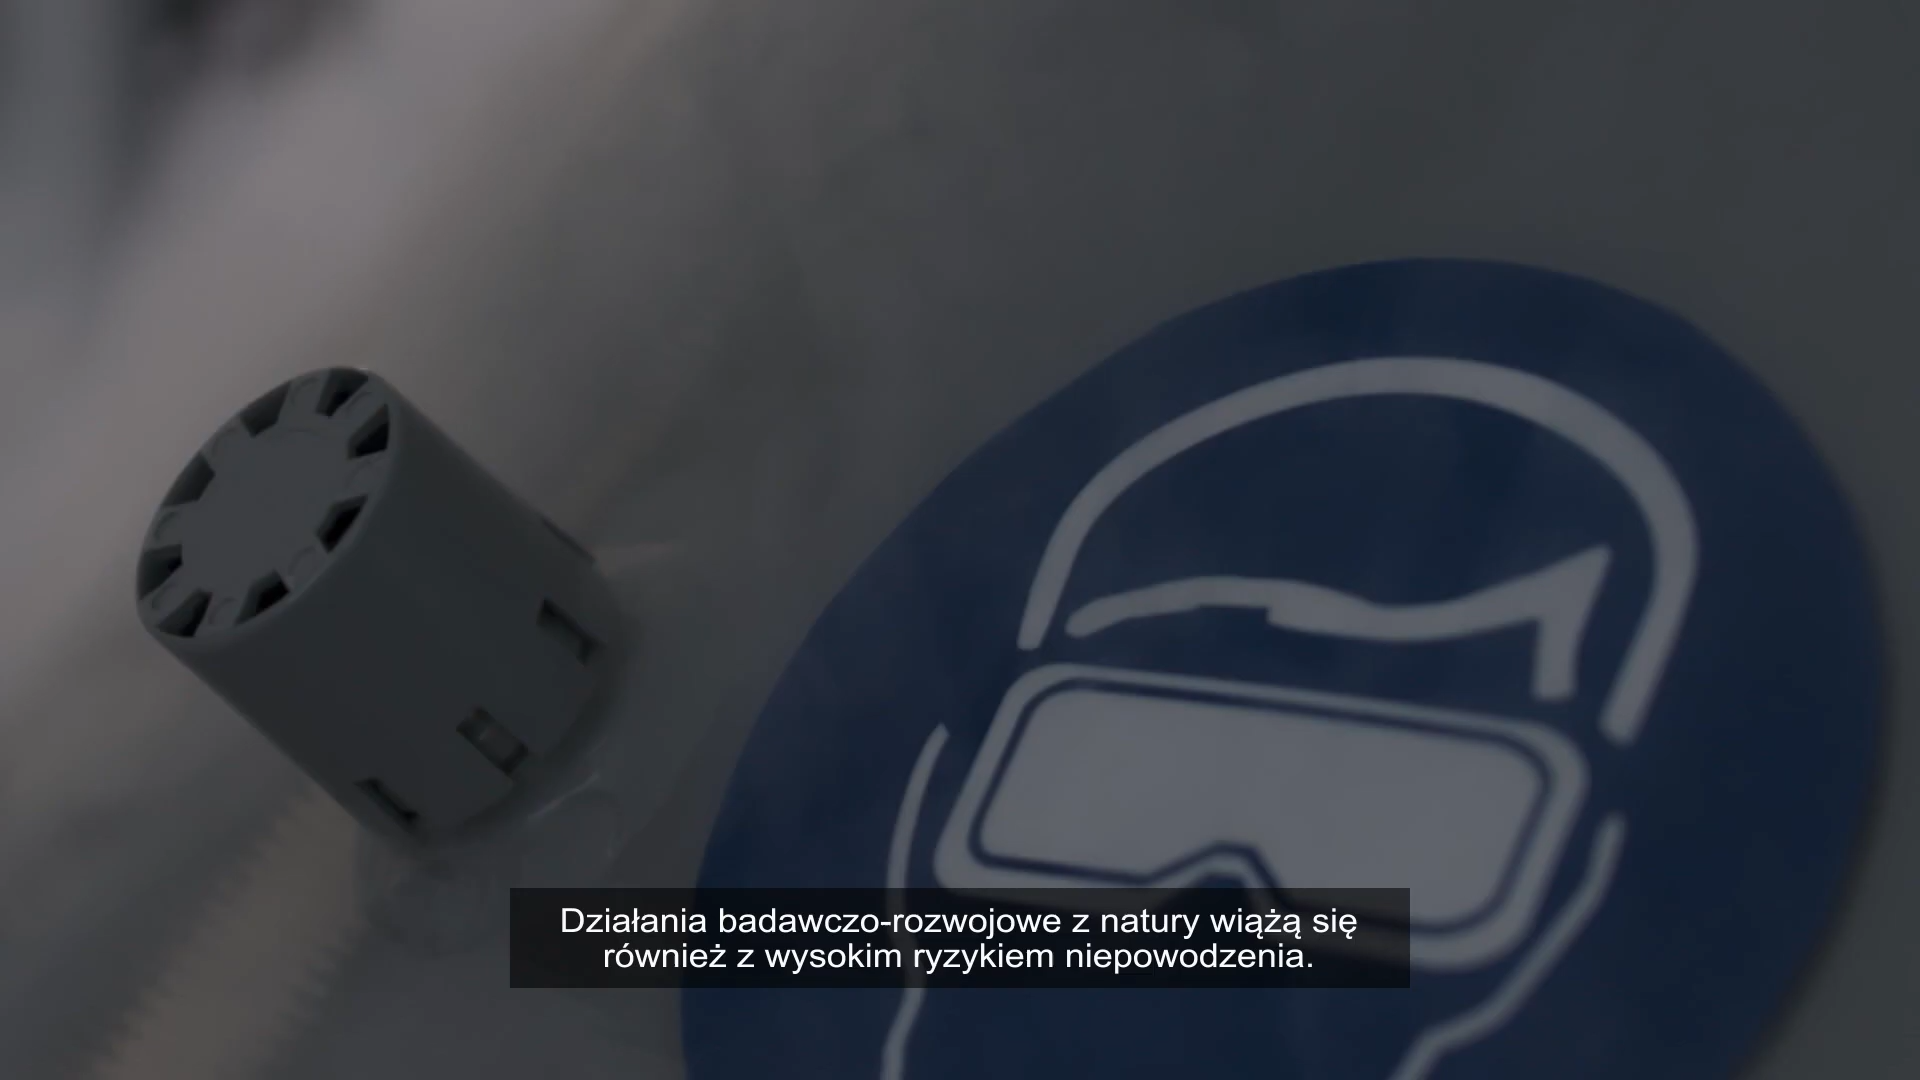 Działania badawczo-rozwojowe z natury wiążą się
również z wysokim ryzykiem niepowodzenia.